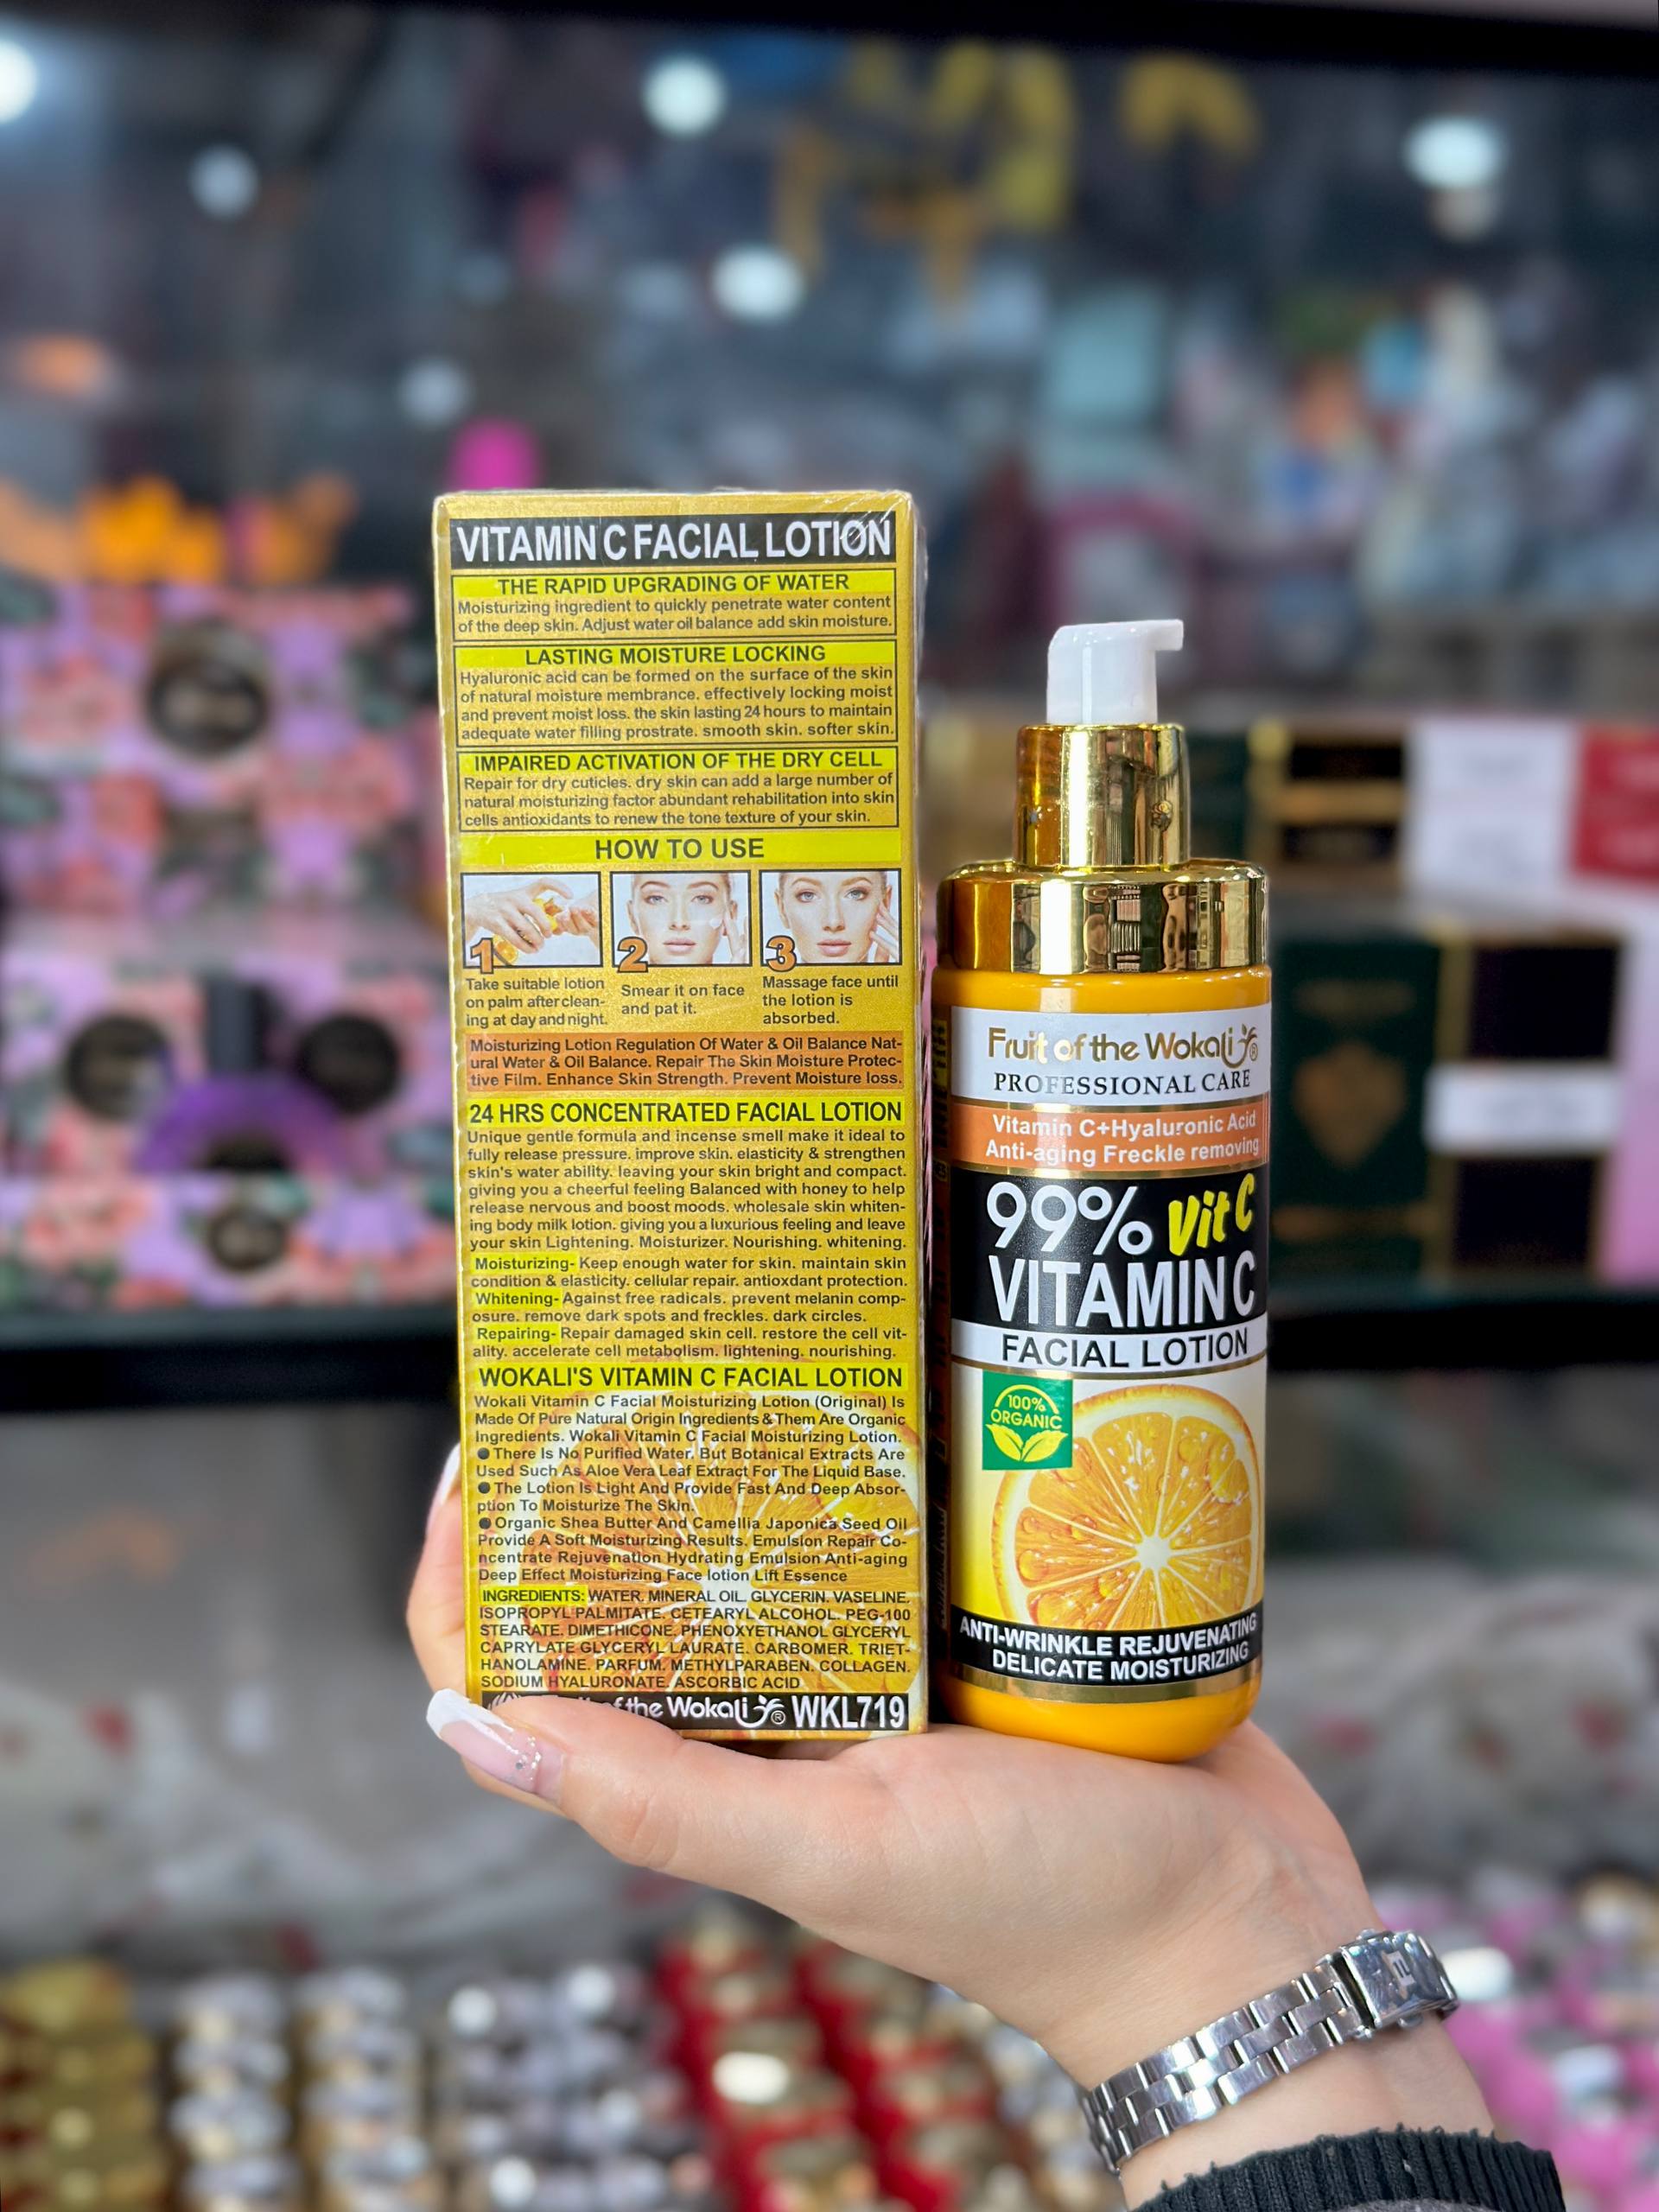 VITAMIN C FACIAL LOTION
THE RAPID UPGRADING OF WATER
Moisturizing ingredient to quickly penetrate water content
of the deep skin. Adjust water oil balance add skin moisture.
LASTING MOISTURE LOCKING
Hyaluronic acid can be formed on the surface of the skin
of natural moisture membrance. effectively locking moist
and prevent moist loss. the skin lasting 24 hours to maintain
adequate water filling prostrate. smooth skin. softer skin.
IMPAIRED ACTIVATION OF THE DRY CELL
Repair for dry cuticles. dry skin can add a large number of
natural moisturizing factor abundant rehabilitation into skin
cells antioxidants to renew the tone texture of your skin.
HOW TO USE
1
Take suitable lotion
on palm after clean-
ing at day and night.
2
Smear it on face
and pat it.
3
Massage face until
the lotion is
absorbed.
Moisturizing Lotion Regulation Of Water & Oil Balance Nat-
ural Water & Oil Balance. Repair The Skin Moisture Protec-
tive Film. Enhance Skin Strength. Prevent Moisture loss.
24 HRS CONCENTRATED FACIAL LOTION
Unique gentle formula and incense smell make it ideal to
fully release pressure. improve skin. elasticity & strengthen
skin's water ability. leaving your skin bright and compact.
giving you a cheerful feeling Balanced with honey to help
release nervous and boost moods. wholesale skin whiten-
ing body milk lotion. giving you a luxurious feeling and leave
your skin Lightening. Moisturizer. Nourishing. whitening.
Moisturizing- Keep enough water for skin. maintain skin
condition & elasticity. cellular repair. antioxdant protection.
Whitening- Against free radicals. prevent melanin comp-
osure. remove dark spots and freckles. dark circles.
Repairing- Repair damaged skin cell. restore the cell vit-
ality. accelerate cell metabolism. lightening. nourishing.
WOKALI'S VITAMIN C FACIAL LOTION
Wokali Vitamin C Facial Moisturizing Lotion (Original) Is
Made Of Pure Natural Origin Ingredients & Them Are Organic
Ingredients. Wokali Vitamin C Facial Moisturizing Lotion.
● There Is No Purified Water. But Botanical Extracts Are
Used Such As Aloe Vera Leaf Extract For The Liquid Base.
● The Lotion Is Light And Provide Fast And Deep Absor-
ption To Moisturize The Skin.
● Organic Shea Butter And Camellia Japonica Seed Oil
Provide A Soft Moisturizing Results. Emulsion Repair Co-
ncentrate Rejuvenation Hydrating Emulsion Anti-aging
Deep Effect Moisturizing Face lotion Lift Essence
INGREDIENTS: WATER. MINERAL OIL. GLYCERIN. VASELINE.
ISOPROPYL PALMITATE. CETEARYL ALCOHOL. PEG-100
STEARATE. DIMETHICONE. PHENOXYETHANOL GLYCERYL
CAPRYLATE GLYCERYL LAURATE. CARBOMER. TRIET-
HANOLAMINE. PARFUM. METHYLPARABEN. COLLAGEN.
SODIUM HYALURONATE. ASCORBIC ACID
of the Wokali ® WKL719
Fruit of the Wokali ®
PROFESSIONAL CARE
Vitamin C+Hyaluronic Acid
Anti-aging Freckle removing
99% Vit C
VITAMIN C
FACIAL LOTION
100%
ORGANIC
ANTI-WRINKLE REJUVENATING
DELICATE MOISTURIZING